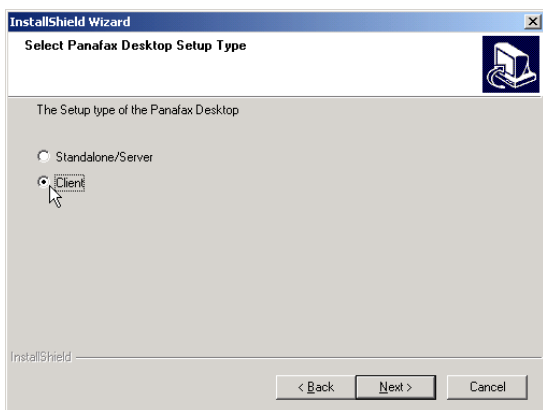 InstallShield Wizard
Select Panafax Desktop Setup Type
The Setup type of the Panafax Desktop
Standalone/Server
Client
InstallShield
< Back
Next >
Cancel